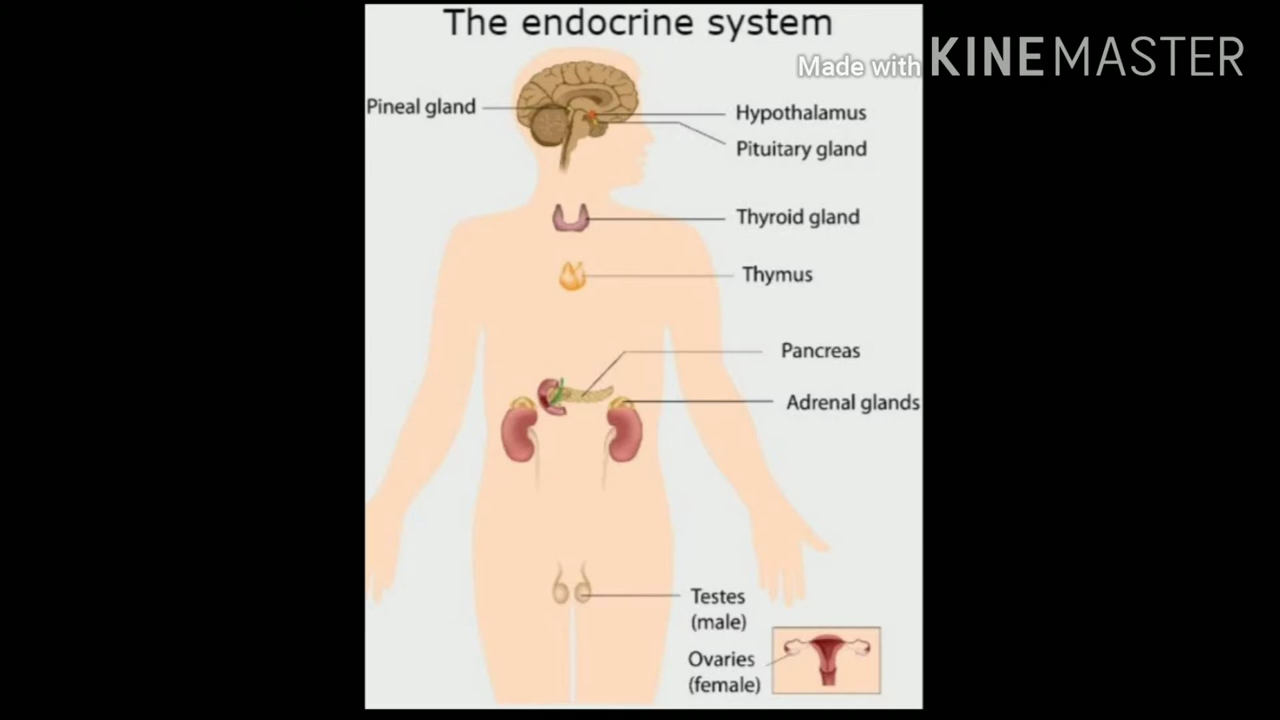 The endocrine system
Made with KINEMASTER
Pineal gland
Hypothalamus
Pituitary gland
Thyroid gland
Thymus
Pancreas
Adrenal glands
Testes
(male)
Ovaries
(female)